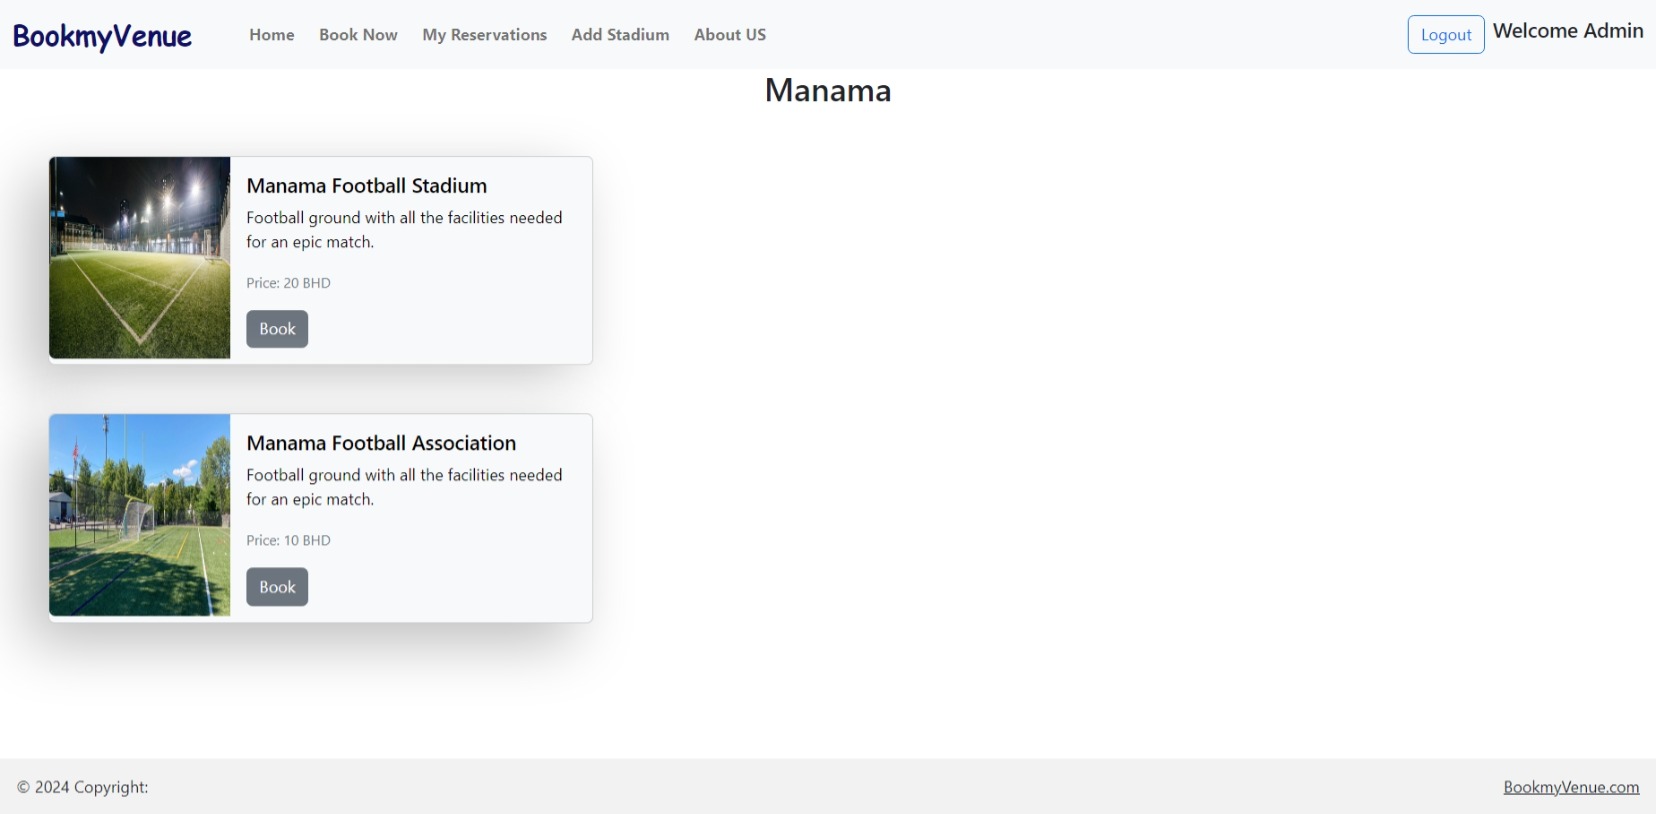 BookmyVenue
Home
Book Now
My Reservations
Add Stadium
About US
Logout
Welcome Admin
Manama
Manama Football Stadium
Football ground with all the facilities needed
for an epic match.
Price: 20 BHD
Book
Manama Football Association
Football ground with all the facilities needed
for an epic match.
Price: 10 BHD
Book
© 2024 Copyright:
BookmyVenue.com